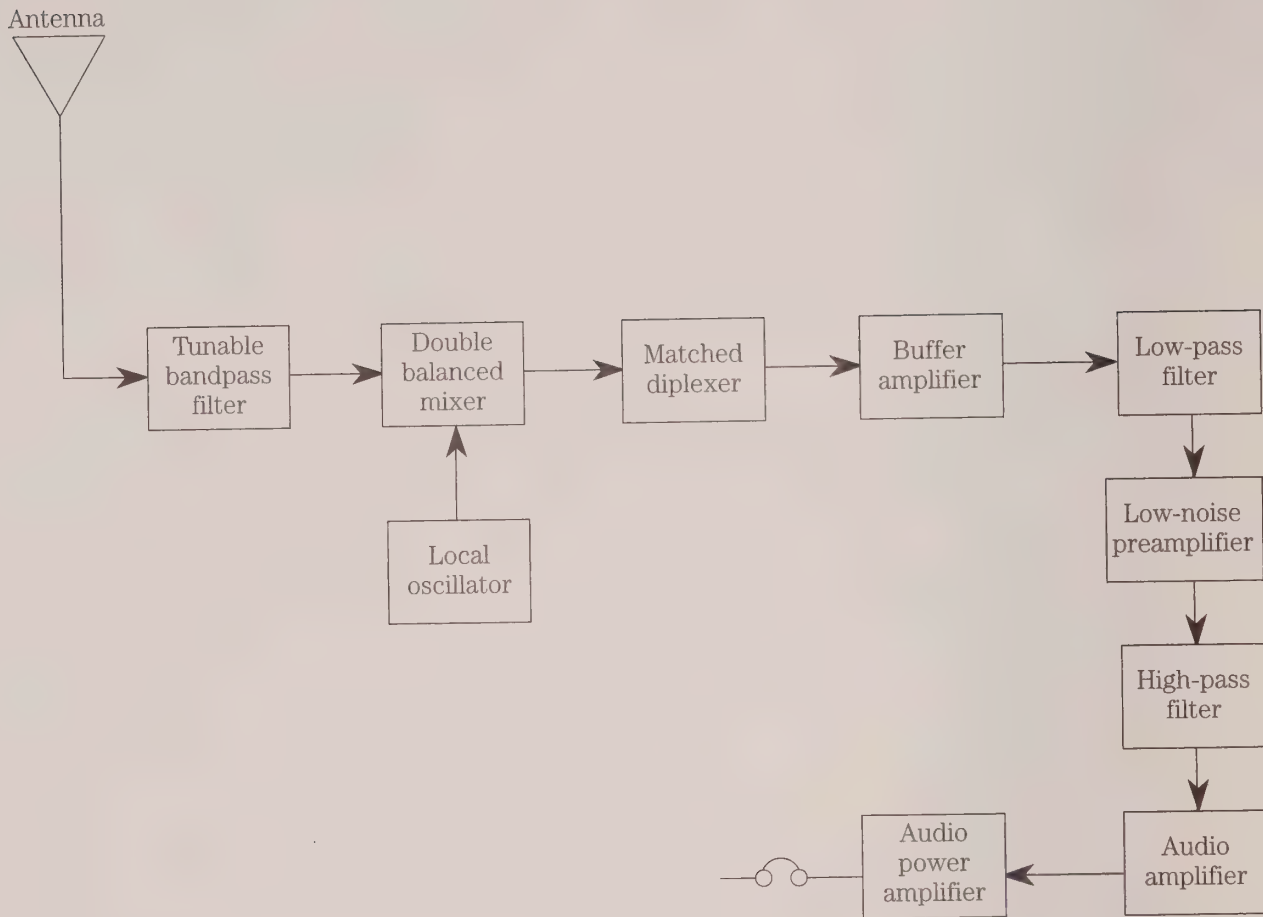 Antenna
Tunable
bandpass
filter
Double
balanced
mixer
Matched
diplexer
Buffer
amplifier
Low-pass
filter
Local
oscillator
Low-noise
preamplifier
High-pass
filter
Audio
power
amplifier
Audio
amplifier